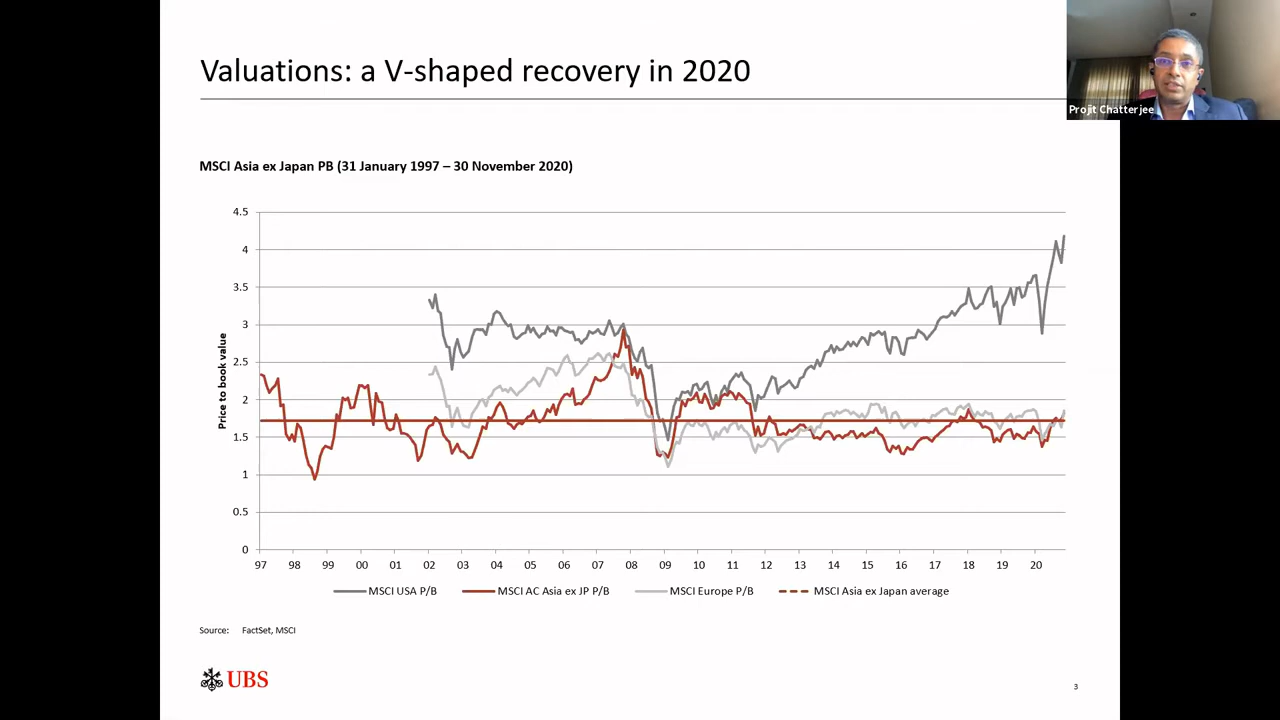 Valuations: a V-shaped recovery in 2020
Projit Chatterjee
MSCI Asia ex Japan PB (31 January 1997 – 30 November 2020)
Price to book value
4.5
4
3.5
3
2.5
2
1.5
1
0.5
0
97 98 99 00 01 02 03 04 05 06 07 08 09 10 11 12 13 14 15 16 17 18 19 20
MSCI USA P/B MSCI AC Asia ex JP P/B MSCI Europe P/B MSCI Asia ex Japan average
Source: FactSet, MSCI
UBS
3